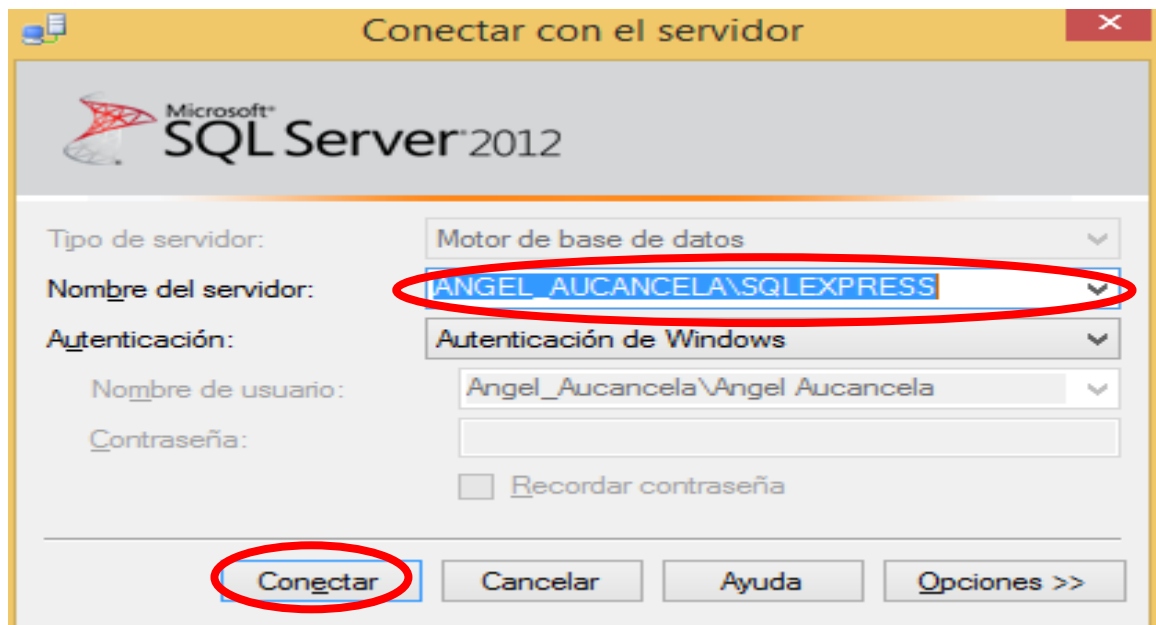 Conectar con el servidor
Microsoft
SQL Server 2012
Tipo de servidor: Motor de base de datos
Nombre del servidor: ANGEL_AUCANCELA\SQLEXPRESS
Autenticación: Autenticación de Windows
Nombre de usuario: Angel_Aucancela\Angel Aucancela
Contraseña:
Recordar contraseña
Conectar Cancelar Ayuda Opciones >>